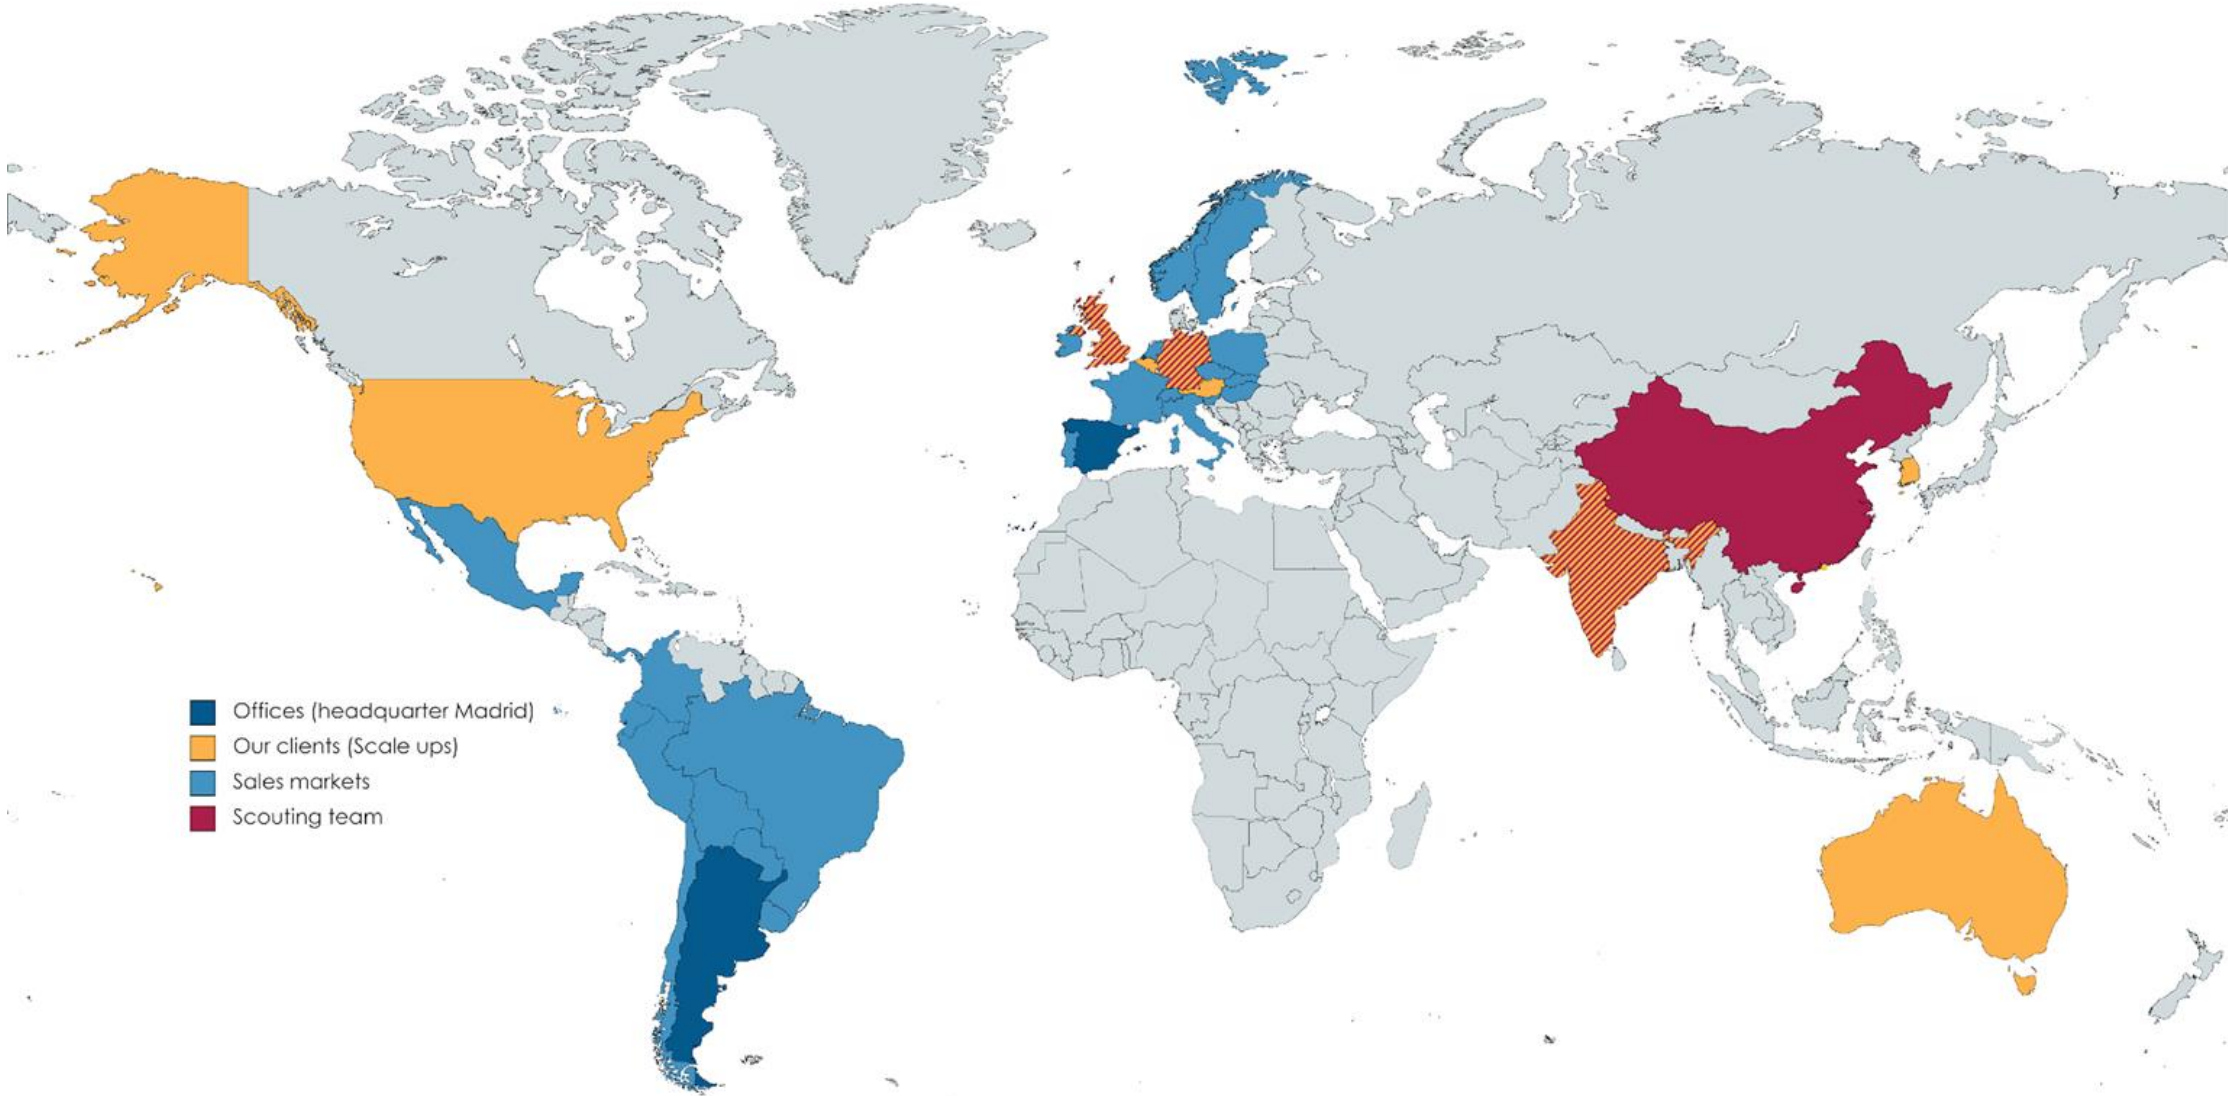 Offices (headquarter Madrid)
Our clients (Scale ups)
Sales markets
Scouting team